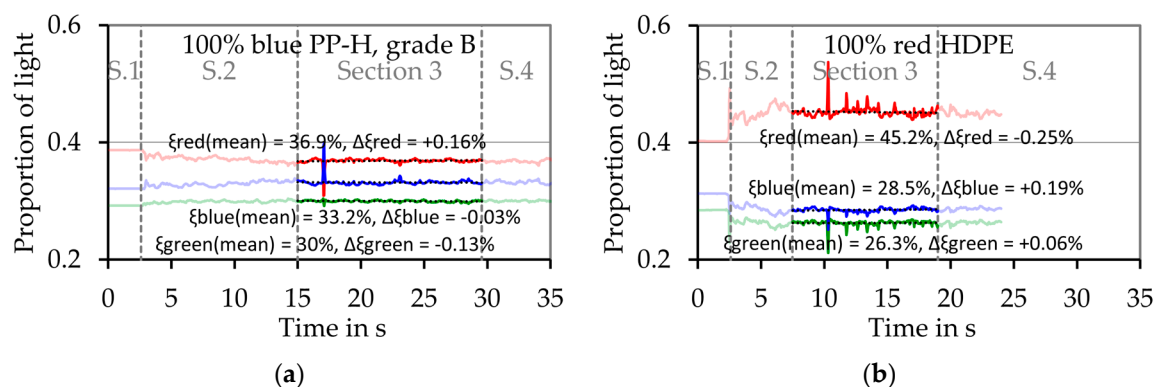 0.6
0.4
0.2
Proportion of light
100% blue PP-H, grade B
S.1 S.2 Section 3 S.4
ξred(mean) = 36.9%, Δξred = +0.16%
ξblue(mean) = 33.2%, Δξblue = -0.03%
ξgreen(mean) = 30%, Δξgreen = -0.13%
0 5 10 15 20 25 30 35
Time in s
(a)
0.6
0.4
0.2
Proportion of light
100% red HDPE
S.1 S.2 Section 3 S.4
ξred(mean) = 45.2%, Δξred = -0.25%
ξblue(mean) = 28.5%, Δξblue = +0.19%
ξgreen(mean) = 26.3%, Δξgreen = +0.06%
0 5 10 15 20 25 30 35
Time in s
(b)